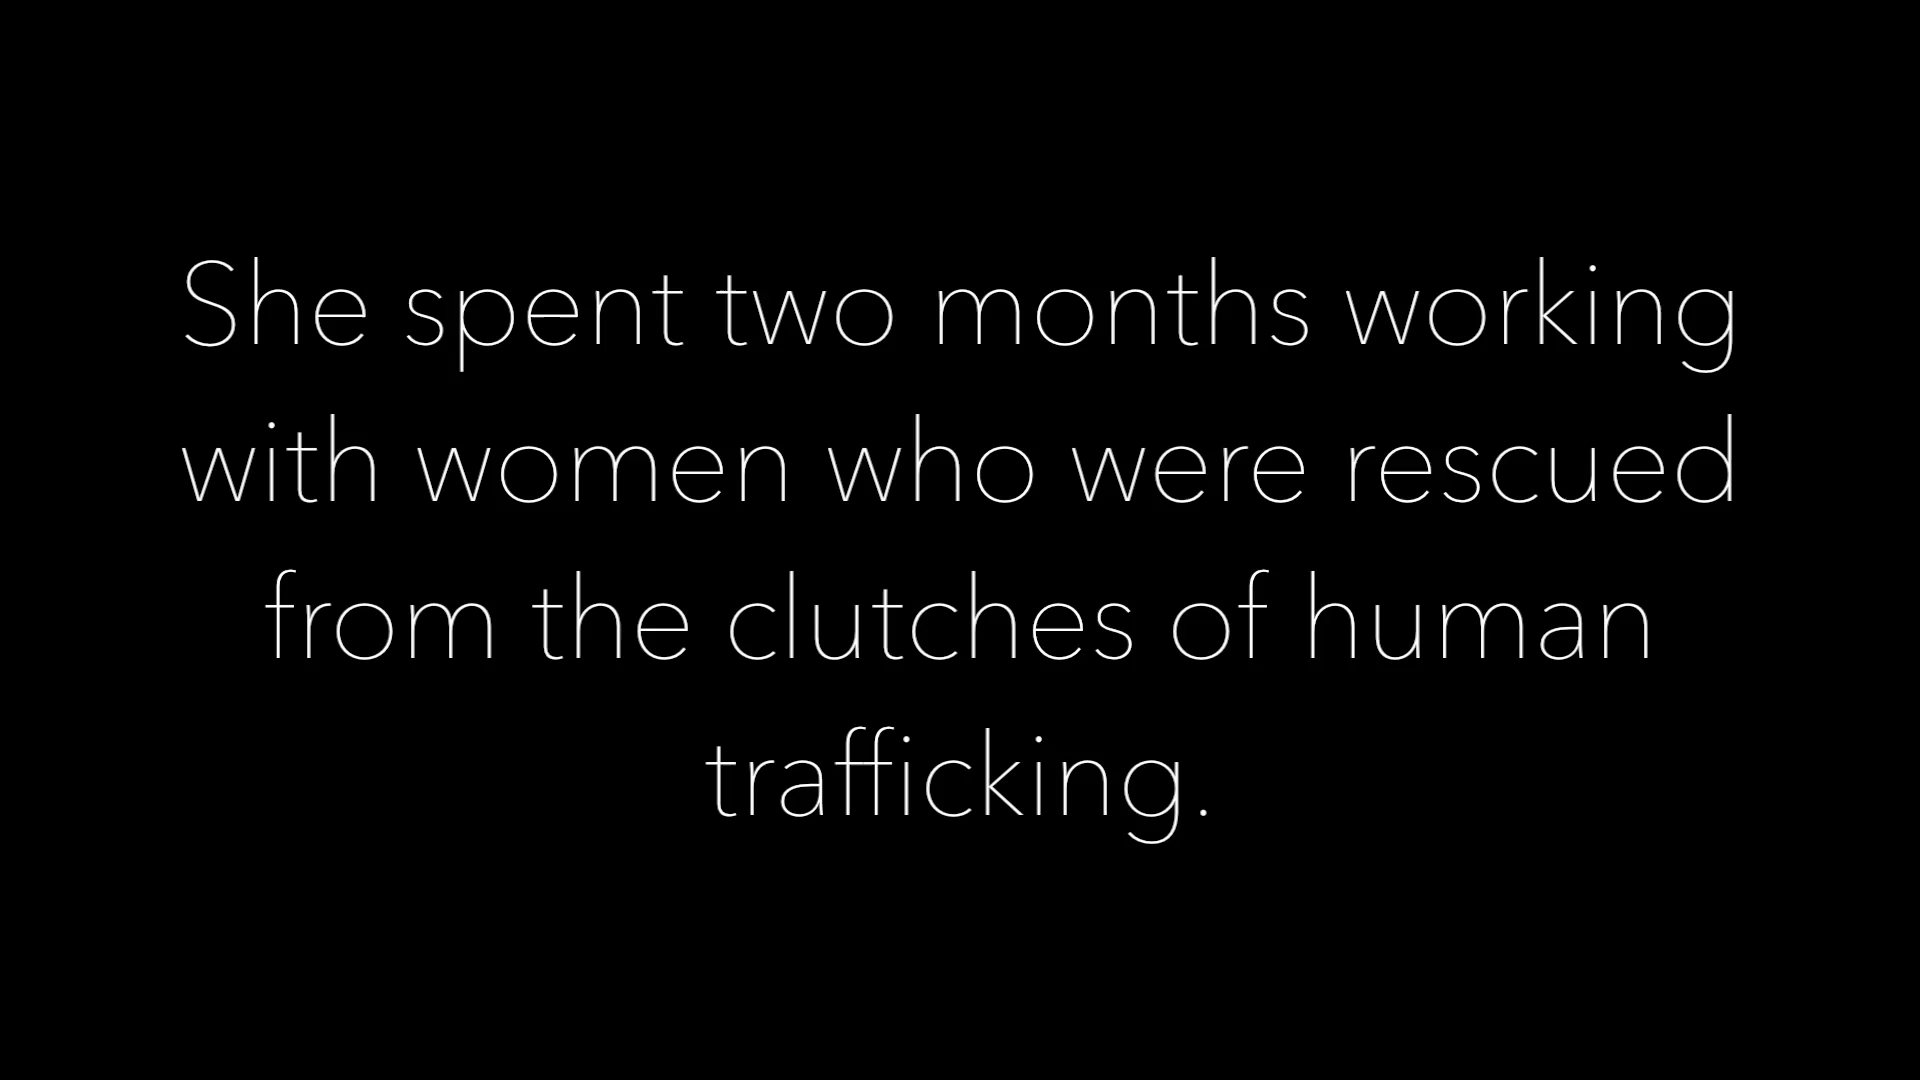 She spent two months working
with women who were rescued
from the clutches of human
trafficking.